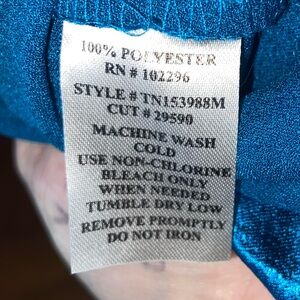 100% POLYESTER
RN # 102296
STYLE # TN153988M
CUT # 29590
MACHINE WASH
COLD
USE NON-CHLORINE
BLEACH ONLY
WHEN NEEDED
TUMBLE DRY LOW
REMOVE PROMPTLY
DO NOT IRON